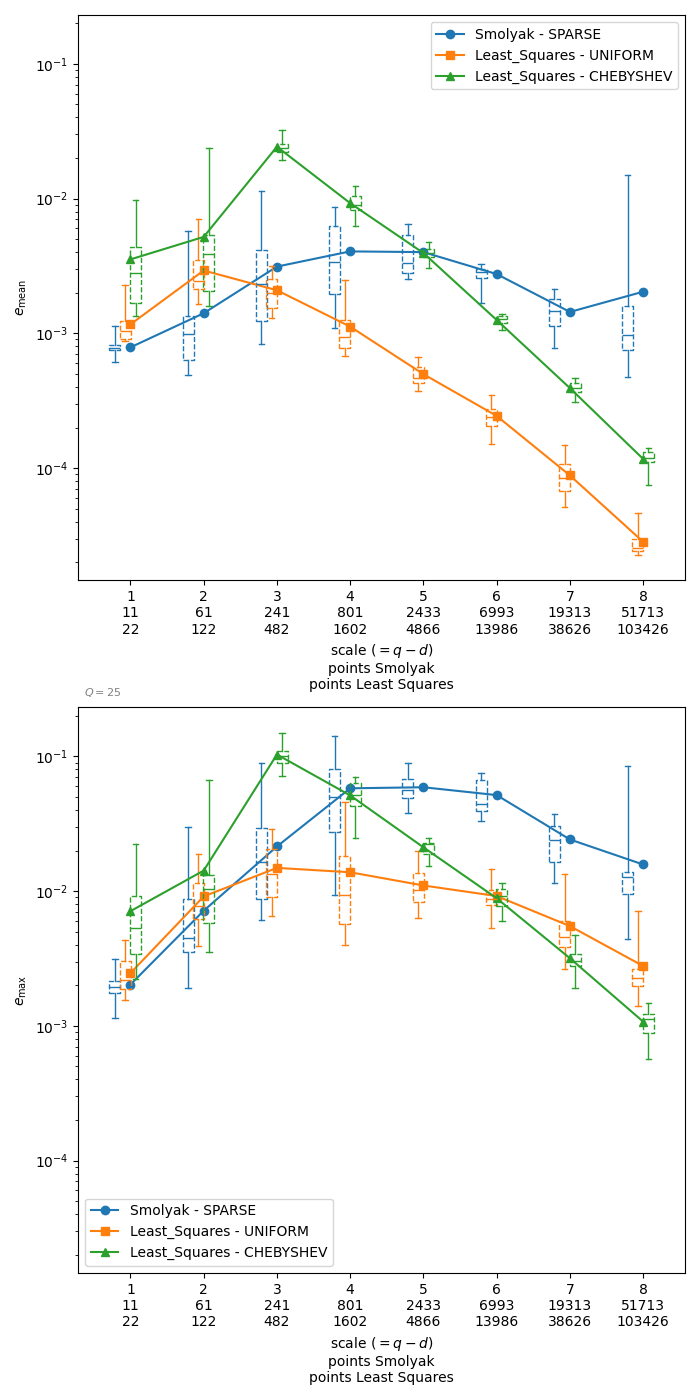 Smolyak - SPARSE
Least_Squares - UNIFORM
Least_Squares - CHEBYSHEV
10⁻¹
10⁻²
10⁻³
10⁻⁴
e_mean
1 2 3 4 5 6 7 8
11 61 241 801 2433 6993 19313 51713
22 122 482 1602 4866 13986 38626 103426
scale (= q − d)
points Smolyak
points Least Squares
Q = 25
10⁻¹
10⁻²
10⁻³
10⁻⁴
e_max
Smolyak - SPARSE
Least_Squares - UNIFORM
Least_Squares - CHEBYSHEV
1 2 3 4 5 6 7 8
11 61 241 801 2433 6993 19313 51713
22 122 482 1602 4866 13986 38626 103426
scale (= q − d)
points Smolyak
points Least Squares